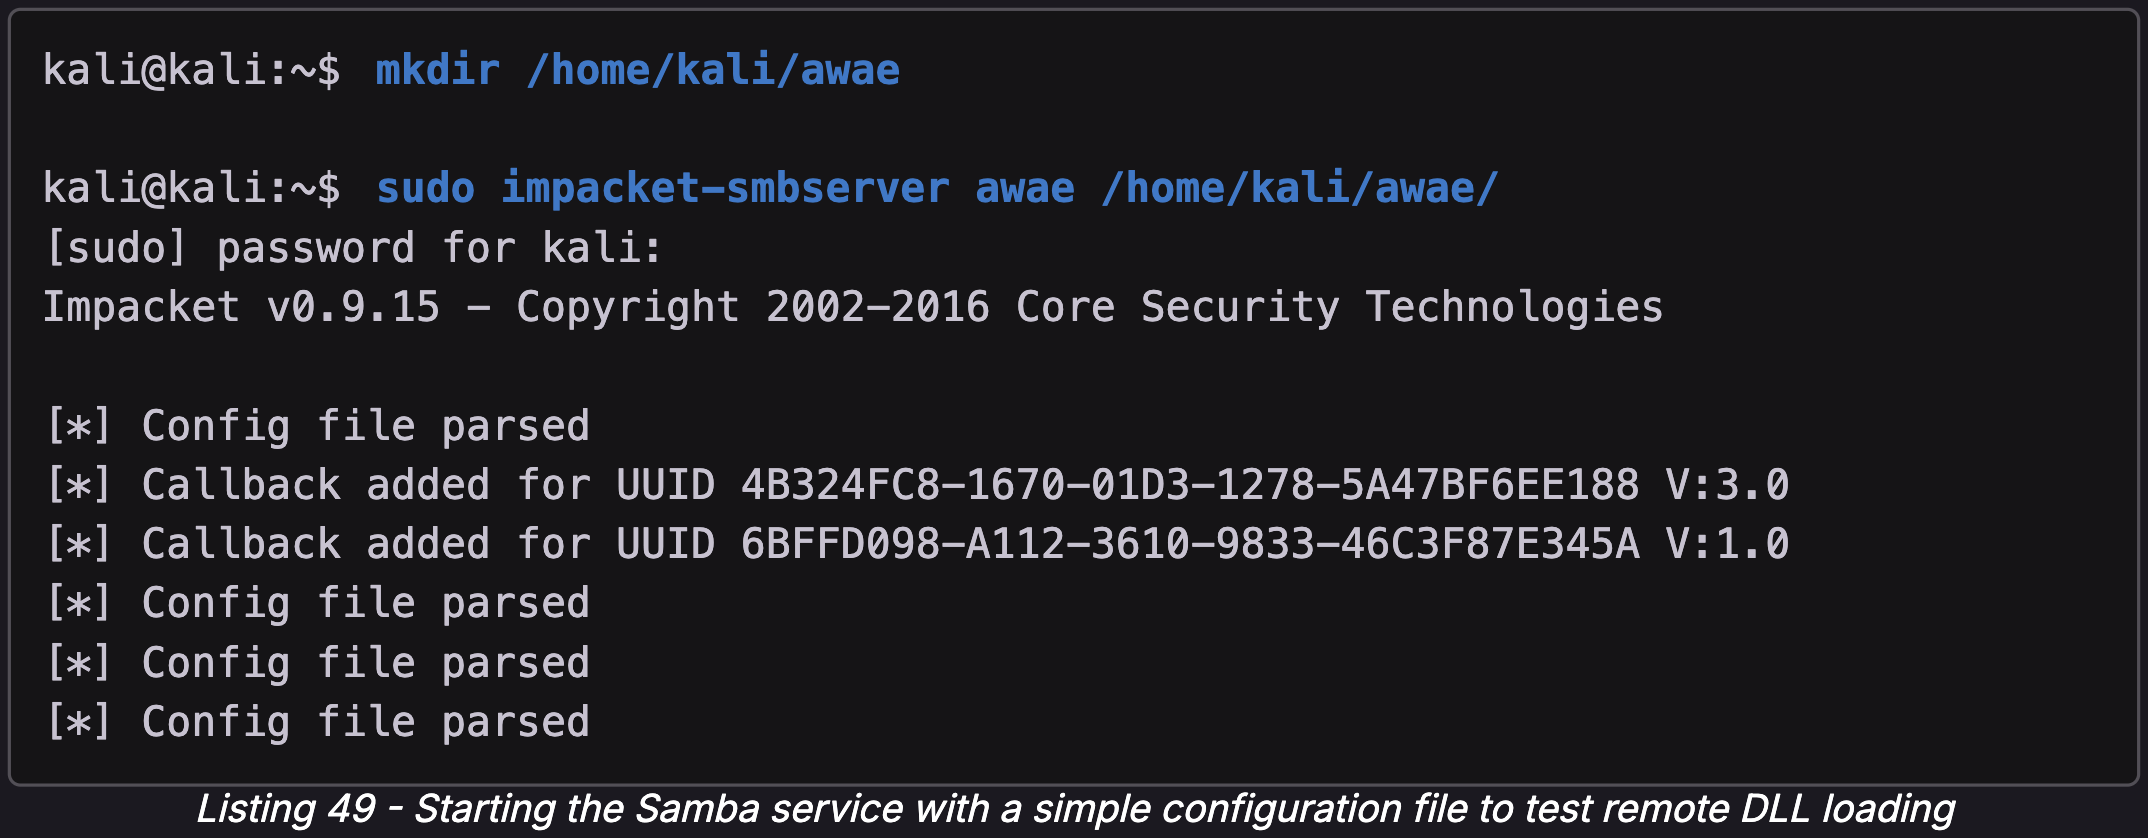 kali@kali:~$ mkdir /home/kali/awae
kali@kali:~$ sudo impacket-smbserver awae /home/kali/awae/
[sudo] password for kali:
Impacket v0.9.15 - Copyright 2002-2016 Core Security Technologies
[*] Config file parsed
[*] Callback added for UUID 4B324FC8-1670-01D3-1278-5A47BF6EE188 V:3.0
[*] Callback added for UUID 6BFFD098-A112-3610-9833-46C3F87E345A V:1.0
[*] Config file parsed
[*] Config file parsed
[*] Config file parsed
Listing 49 - Starting the Samba service with a simple configuration file to test remote DLL loading